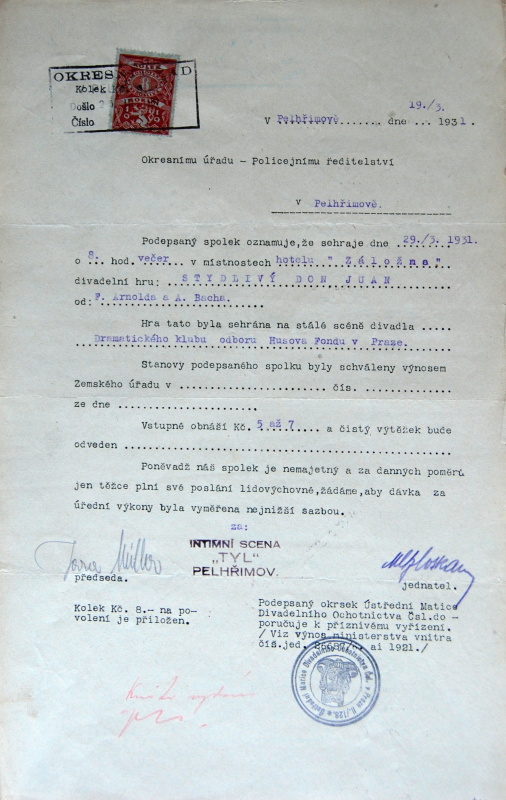 OKRESN
Kolek
Došlo
Číslo
KOLEK
V Pelhřimově dne 19./3. 1931.
Okresnímu úřadu - Policejnímu ředitelství
v Pelhřimově.
Podepsaný spolek oznamuje,že sehraje dne 29./3. 1931.
o 8. hod. večer v místnostech hotelu " Záložna "
divadelní hru: STYDLIVÝ DON JUAN
od: F. Arnolda a A. Bacha.
Hra tato byla sehrána na stálé scéně divadla .....
Dramatického klubu odboru Husova Fondu v Praze.
Stanovy podepsaného spolku byly schváleny výnosem
Zemského úřadu v ..................... čís. .............
ze dne ....................
Vstupné obnáší Kč. 5 až 7 a čistý výtěžek bude
odveden ................................................
Poněvadž náš spolek je nemajetný a za daných poměrů
jen těžce plní své poslání lidovýchovné,žádáme,aby dávka za
úřední výkony byla vyměřena nejnižší sazbou.
za:
INTIMNÍ SCENA
„TYL"
PELHŘIMOV.
předseda.
jednatel.
Kolek Kč. 8.- na po-
volení je přiložen.
Podepsaný okrsek Ústřední Matice
Divadelního Ochotnictva Čsl.do -
poručuje k příznivému vyřízení.
/ Viz výnos ministerstva vnitra
čís.jed. ai 1921./